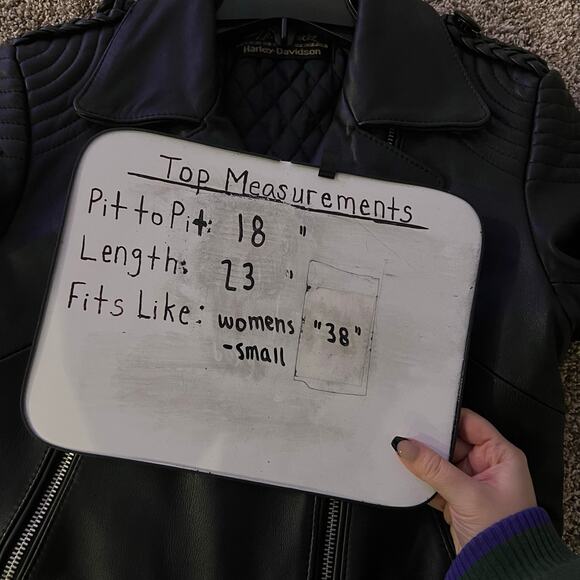 Harley-Davidson
Top Measurements
Pit to Pit: 18 "
Length: 23 "
Fits Like: womens "38"
-small